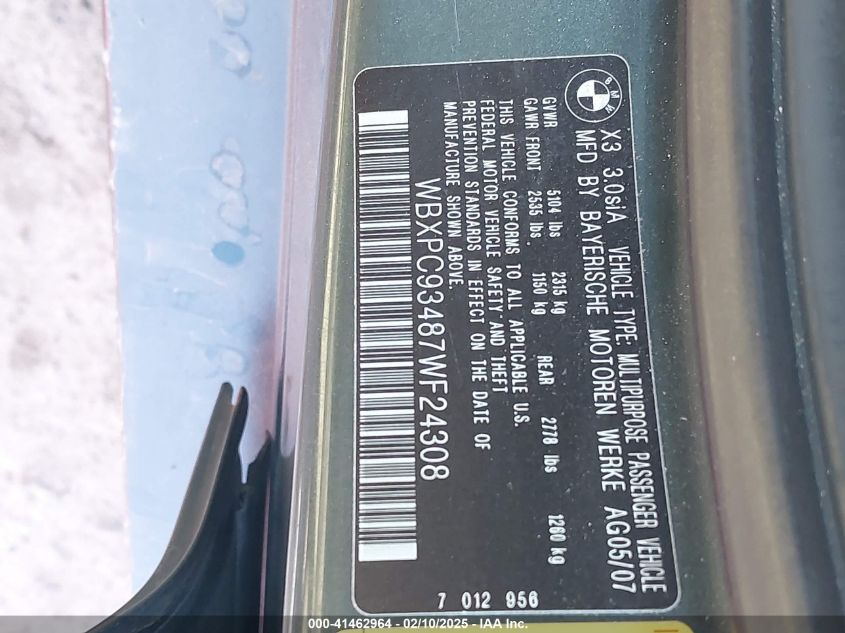 BMW
X3 3.0siA VEHICLE TYPE: MULTIPURPOSE PASSENGER VEHICLE
MFD BY BAYERISCHE MOTOREN WERKE AG05/07
GVWR 5104 lbs 2315 kg
GAWR FRONT 2535 lbs 1150 kg REAR 2778 lbs 1260 kg
THIS VEHICLE CONFORMS TO ALL APPLICABLE U.S.
FEDERAL MOTOR VEHICLE SAFETY AND THEFT
PREVENTION STANDARDS IN EFFECT ON THE DATE OF
MANUFACTURE SHOWN ABOVE.
WBXPC93487WF24308
7 012 956
000-41462964 - 02/10/2025 - IAA Inc.